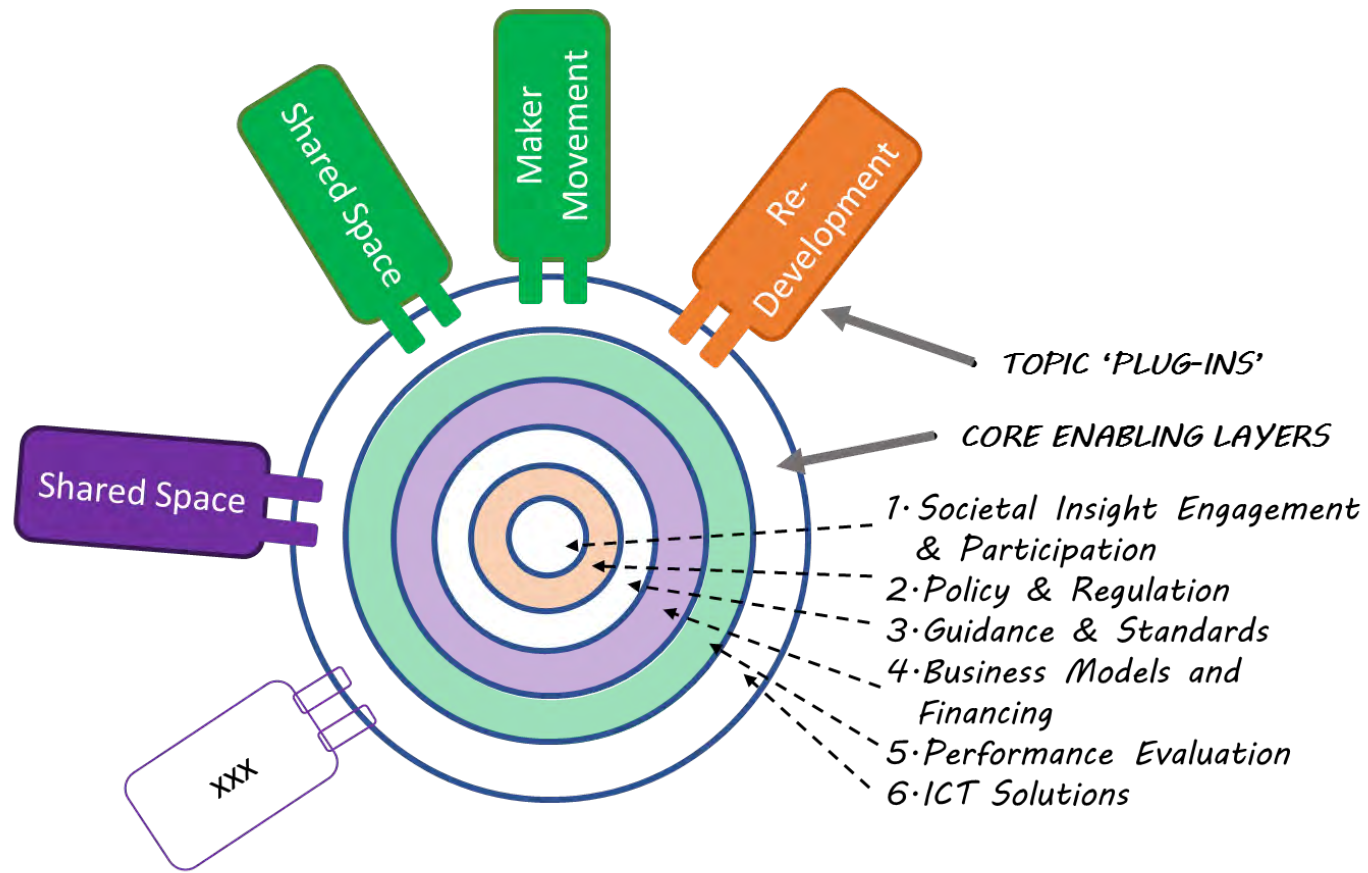 Maker
Movement
Shared Space
Re-
Development
TOPIC ‘PLUG-INS’
CORE ENABLING LAYERS
Shared Space
1. Societal Insight Engagement
& Participation
2. Policy & Regulation
3. Guidance & Standards
4. Business Models and
Financing
5. Performance Evaluation
6. ICT Solutions
XXX